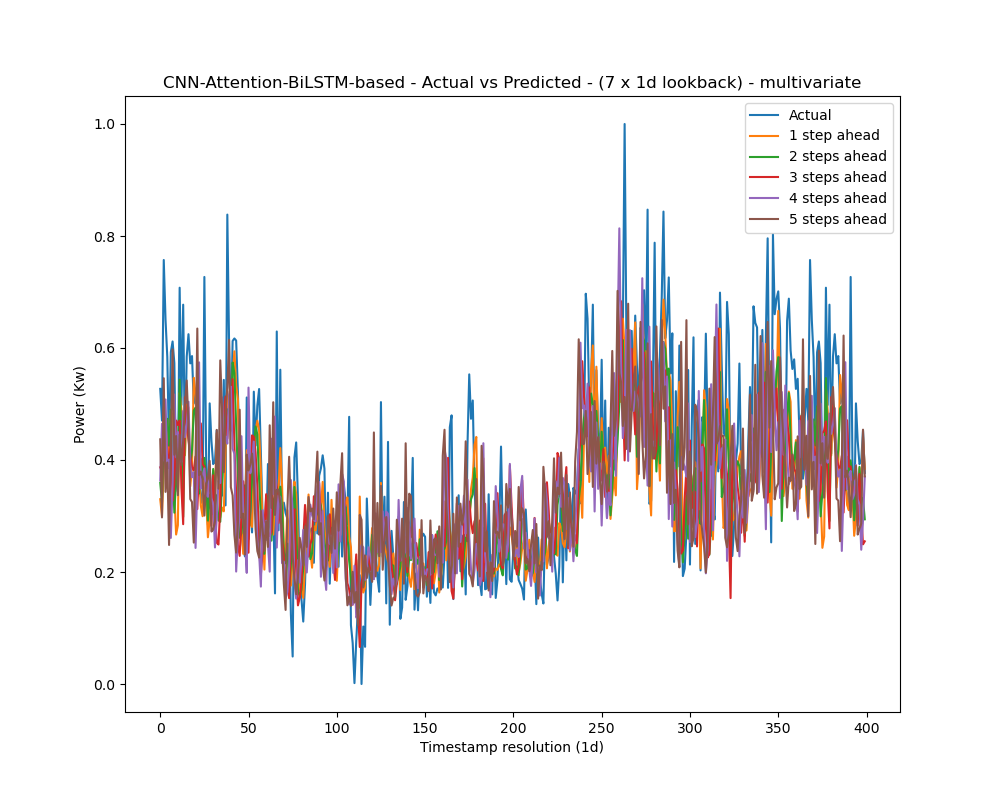 CNN-Attention-BiLSTM-based - Actual vs Predicted - (7 x 1d lookback) - multivariate
Actual
1 step ahead
2 steps ahead
3 steps ahead
4 steps ahead
5 steps ahead
1.0
0.8
0.6
0.4
0.2
0.0
Power (Kw)
0 50 100 150 200 250 300 350 400
Timestamp resolution (1d)